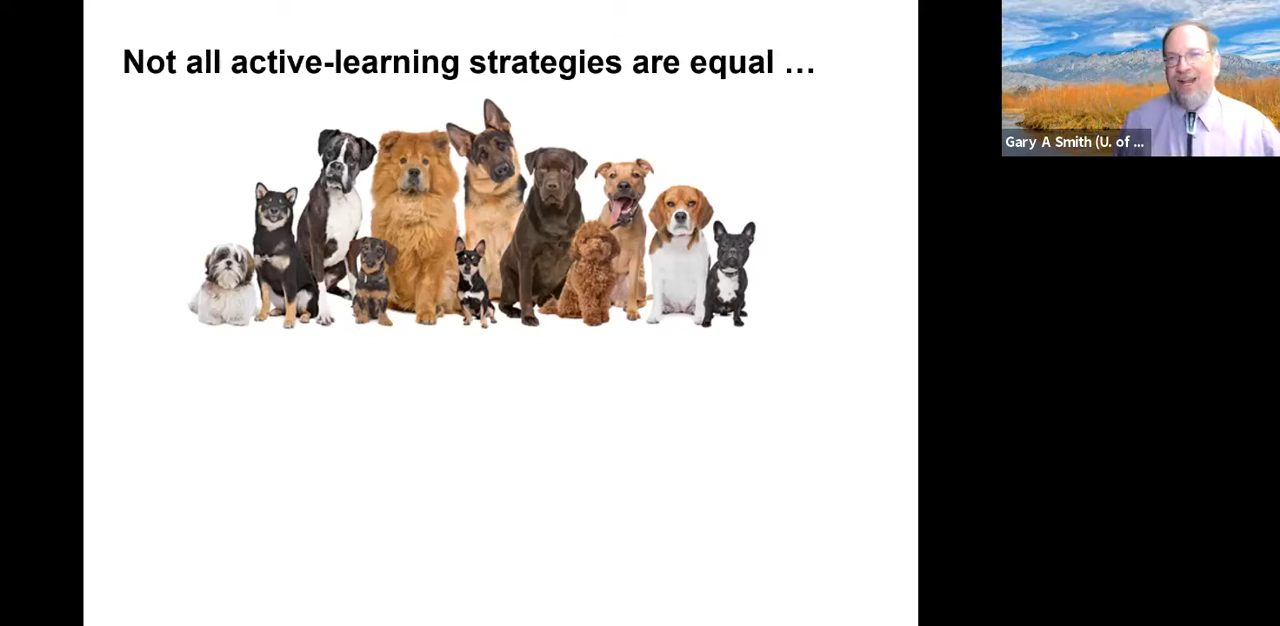 Not all active-learning strategies are equal …
Gary A Smith (U. of ...